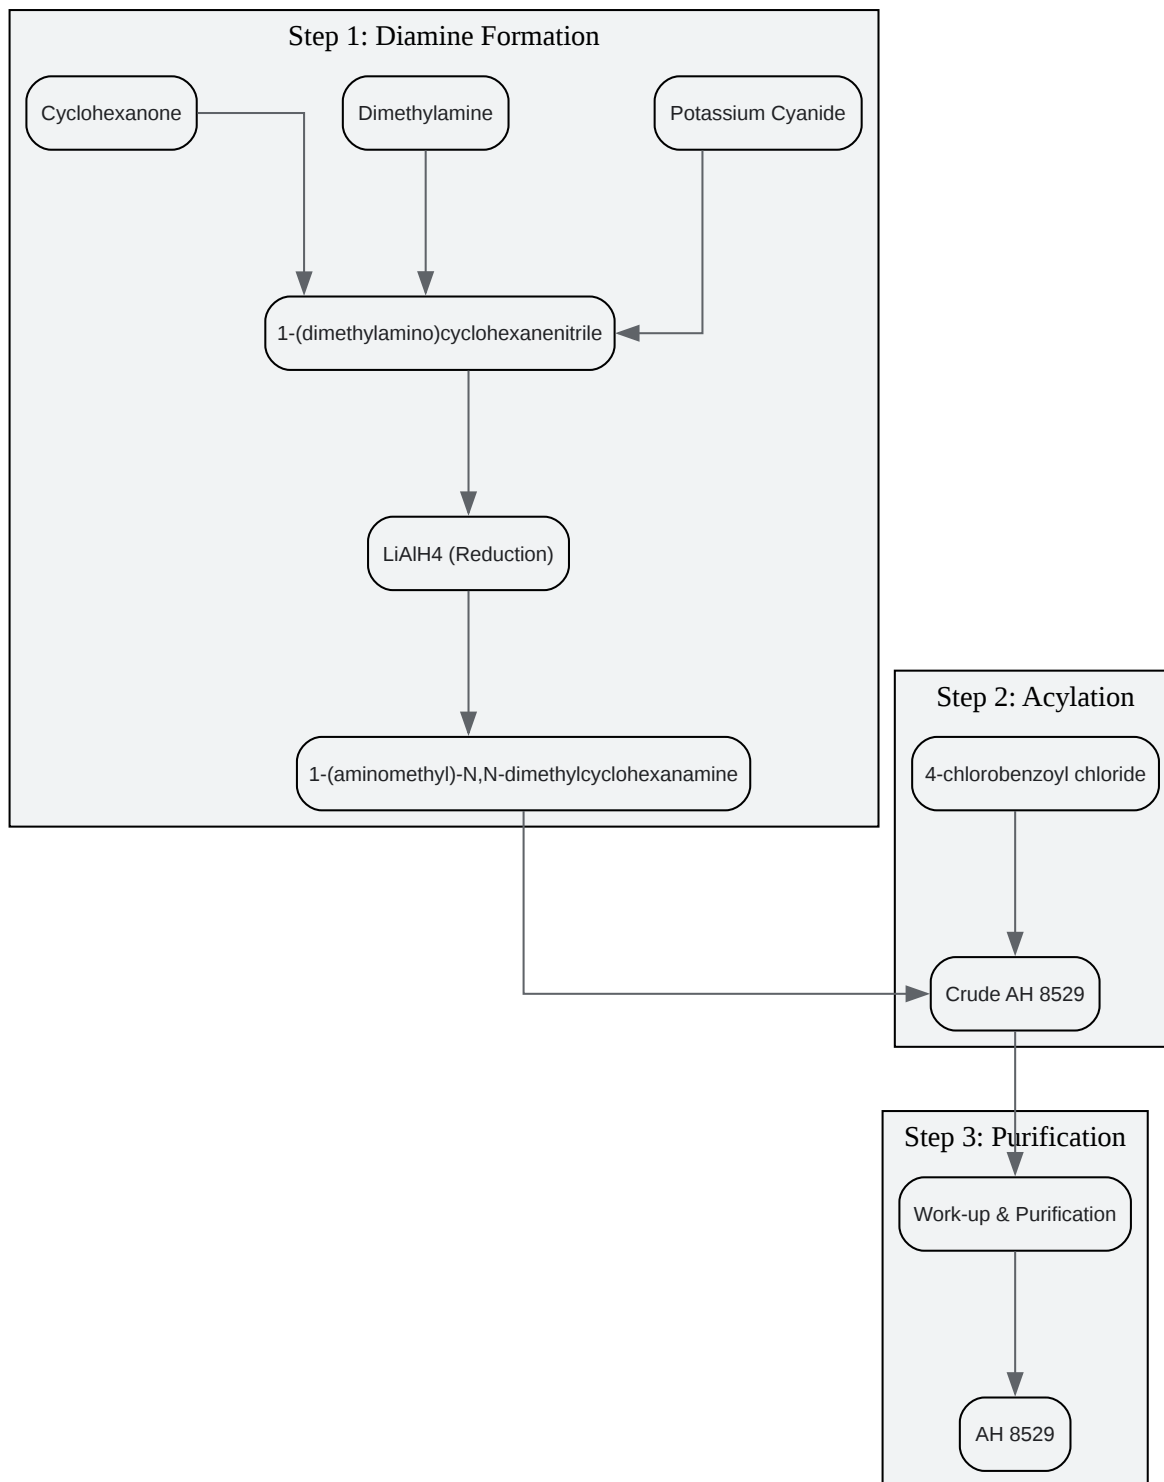 Step 1: Diamine Formation
Cyclohexanone
Dimethylamine
Potassium Cyanide
1-(dimethylamino)cyclohexanenitrile
LiAlH4 (Reduction)
1-(aminomethyl)-N,N-dimethylcyclohexanamine
Step 2: Acylation
4-chlorobenzoyl chloride
Crude AH 8529
Step 3: Purification
Work-up & Purification
AH 8529